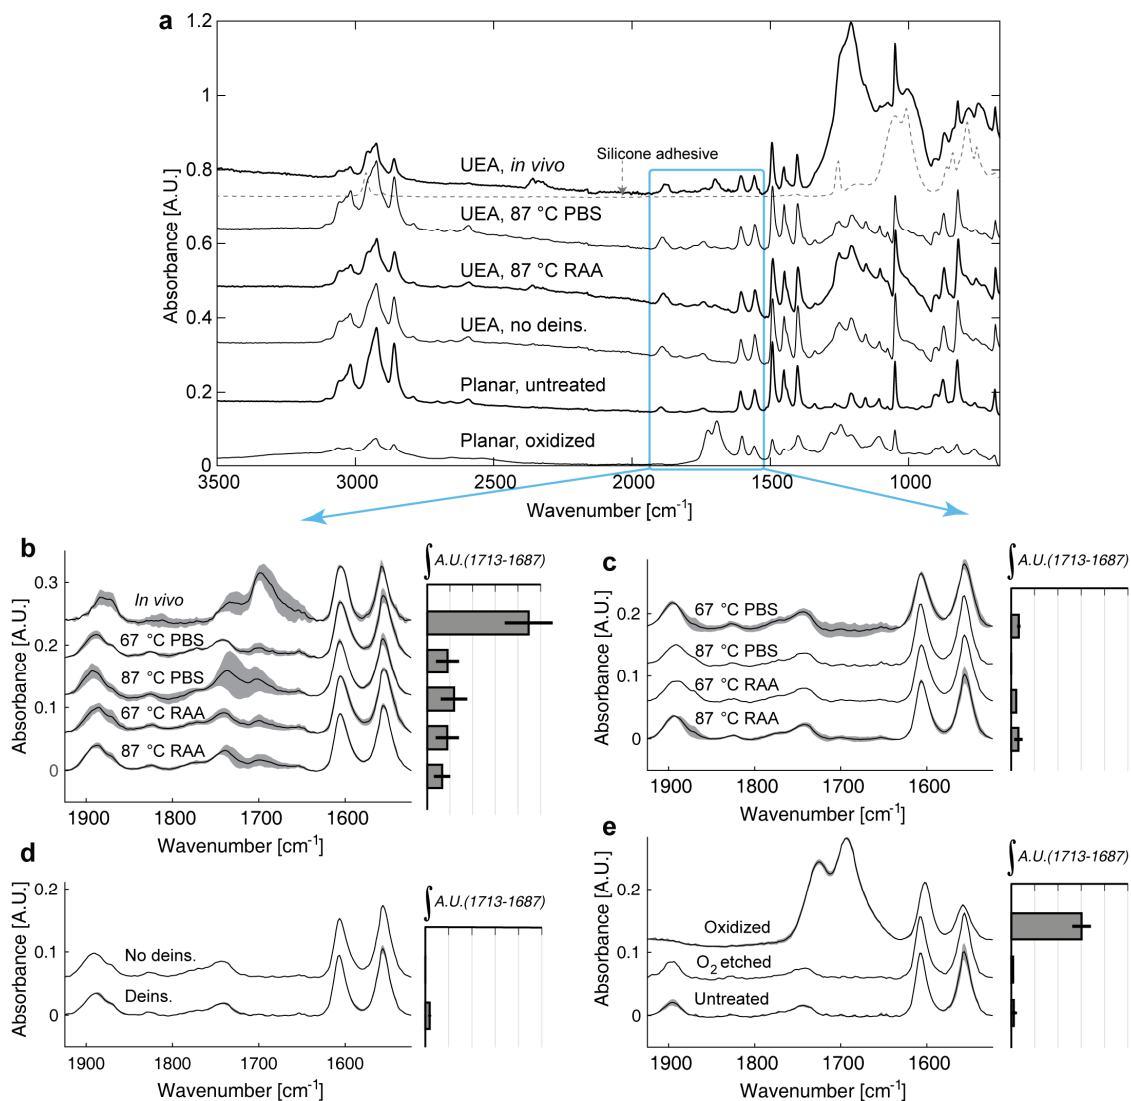 a
1.2
1
0.8
0.6
0.4
0.2
0
Absorbance [A.U.]
UEA, in vivo
Silicone adhesive
UEA, 87 °C PBS
UEA, 87 °C RAA
UEA, no deins.
Planar, untreated
Planar, oxidized
3500 3000 2500 2000 1500 1000
Wavenumber [cm-1]
b
∫ A.U.(1713-1687)
0.3
0.2
0.1
0
Absorbance [A.U.]
In vivo
67 °C PBS
87 °C PBS
67 °C RAA
87 °C RAA
1900 1800 1700 1600
Wavenumber [cm-1]
c
∫ A.U.(1713-1687)
0.2
0.1
0
Absorbance [A.U.]
67 °C PBS
87 °C PBS
67 °C RAA
87 °C RAA
1900 1800 1700 1600
Wavenumber [cm-1]
d
∫ A.U.(1713-1687)
0.2
0.1
0
Absorbance [A.U.]
No deins.
Deins.
1900 1800 1700 1600
Wavenumber [cm-1]
e
∫ A.U.(1713-1687)
0.2
0.1
0
Absorbance [A.U.]
Oxidized
O2 etched
Untreated
1900 1800 1700 1600
Wavenumber [cm-1]